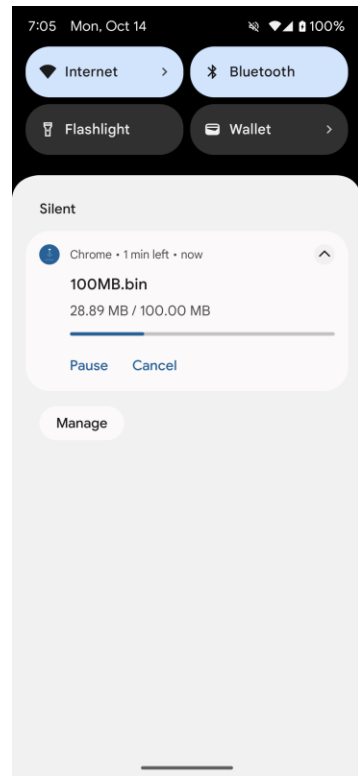 7:05 Mon, Oct 14 100%
Internet Bluetooth
Flashlight Wallet
Silent
Chrome • 1 min left • now
100MB.bin
28.89 MB / 100.00 MB
Pause Cancel
Manage